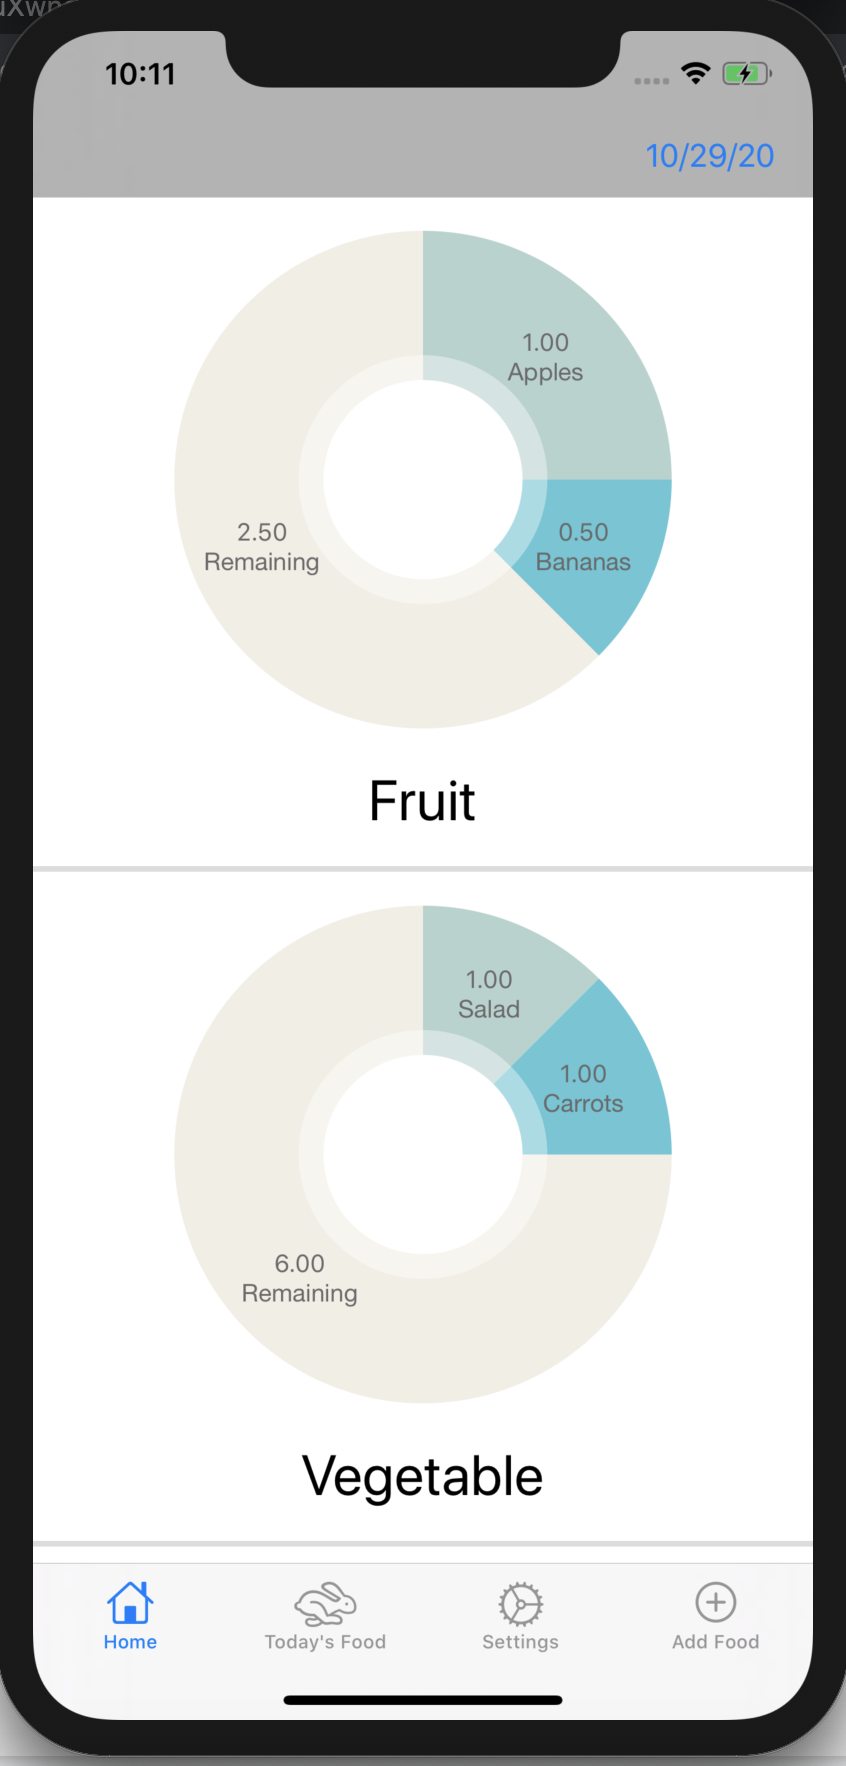 10:11
10/29/20
1.00
Apples
0.50
Bananas
2.50
Remaining
Fruit
1.00
Salad
1.00
Carrots
6.00
Remaining
Vegetable
Home
Today's Food
Settings
Add Food